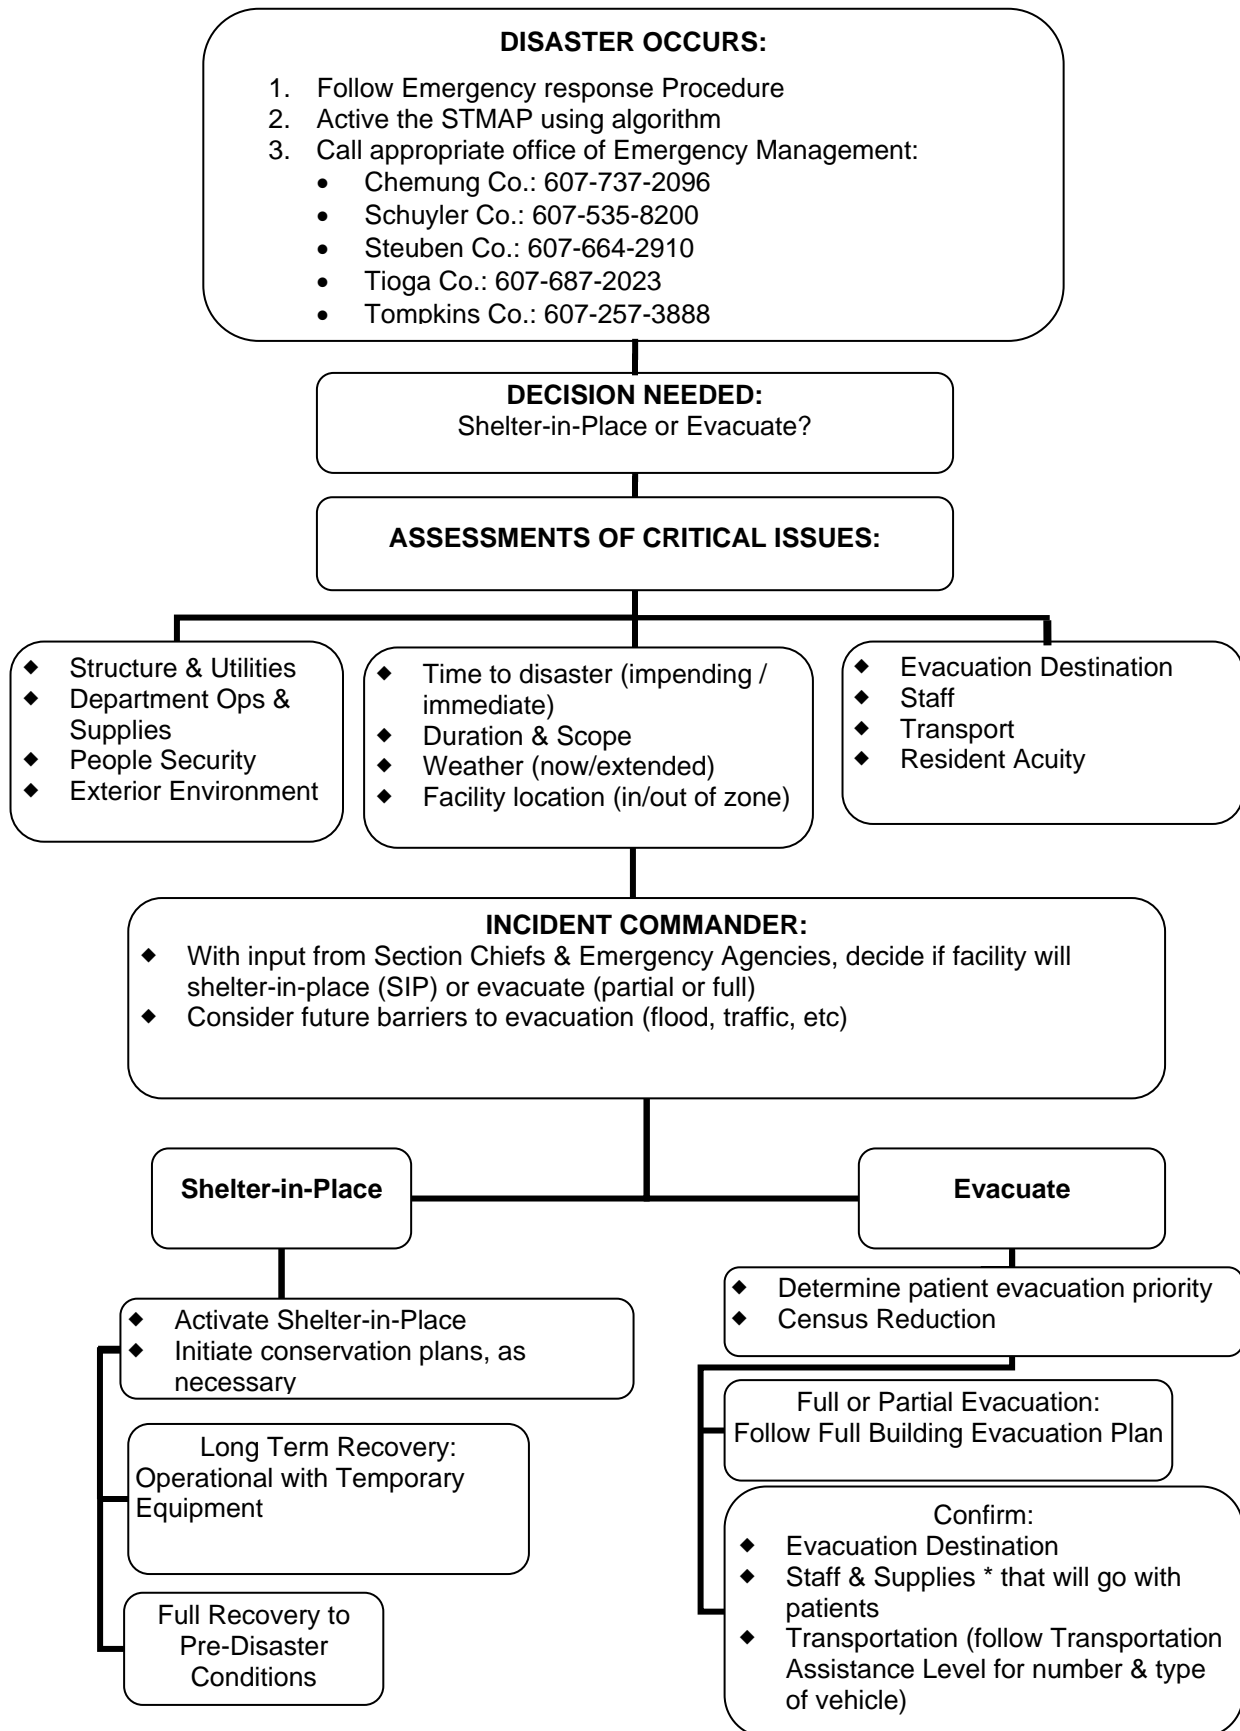 DISASTER OCCURS:
1. Follow Emergency response Procedure
2. Active the STMAP using algorithm
3. Call appropriate office of Emergency Management:
• Chemung Co.: 607-737-2096
• Schuyler Co.: 607-535-8200
• Steuben Co.: 607-664-2910
• Tioga Co.: 607-687-2023
• Tompkins Co.: 607-257-3888
DECISION NEEDED:
Shelter-in-Place or Evacuate?
ASSESSMENTS OF CRITICAL ISSUES:
◆ Structure & Utilities
◆ Department Ops &
Supplies
◆ People Security
◆ Exterior Environment
◆ Time to disaster (impending /
immediate)
◆ Duration & Scope
◆ Weather (now/extended)
◆ Facility location (in/out of zone)
◆ Evacuation Destination
◆ Staff
◆ Transport
◆ Resident Acuity
INCIDENT COMMANDER:
◆ With input from Section Chiefs & Emergency Agencies, decide if facility will
shelter-in-place (SIP) or evacuate (partial or full)
◆ Consider future barriers to evacuation (flood, traffic, etc)
Shelter-in-Place
Evacuate
◆ Activate Shelter-in-Place
◆ Initiate conservation plans, as
necessary
Long Term Recovery:
Operational with Temporary
Equipment
Full Recovery to
Pre-Disaster
Conditions
◆ Determine patient evacuation priority
◆ Census Reduction
Full or Partial Evacuation:
Follow Full Building Evacuation Plan
Confirm:
◆ Evacuation Destination
◆ Staff & Supplies * that will go with
patients
◆ Transportation (follow Transportation
Assistance Level for number & type
of vehicle)